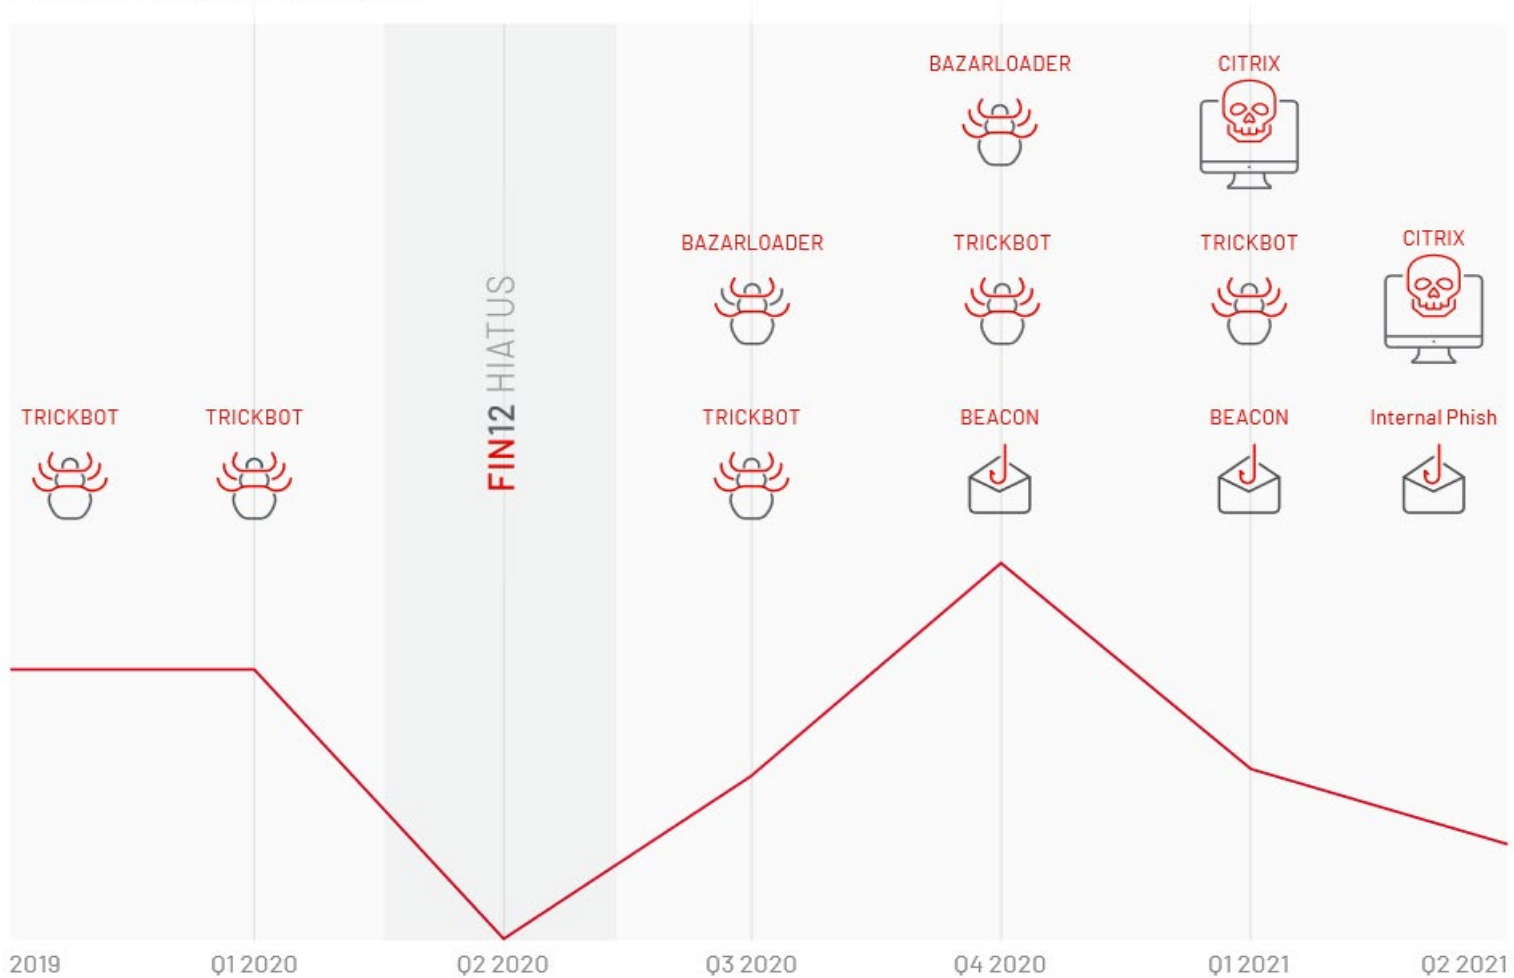 BAZARLOADER
CITRIX
BAZARLOADER
TRICKBOT
TRICKBOT
CITRIX
TRICKBOT
TRICKBOT
FIN12 HIATUS
TRICKBOT
BEACON
BEACON
Internal Phish
2019
Q1 2020
Q2 2020
Q3 2020
Q4 2020
Q1 2021
Q2 2021